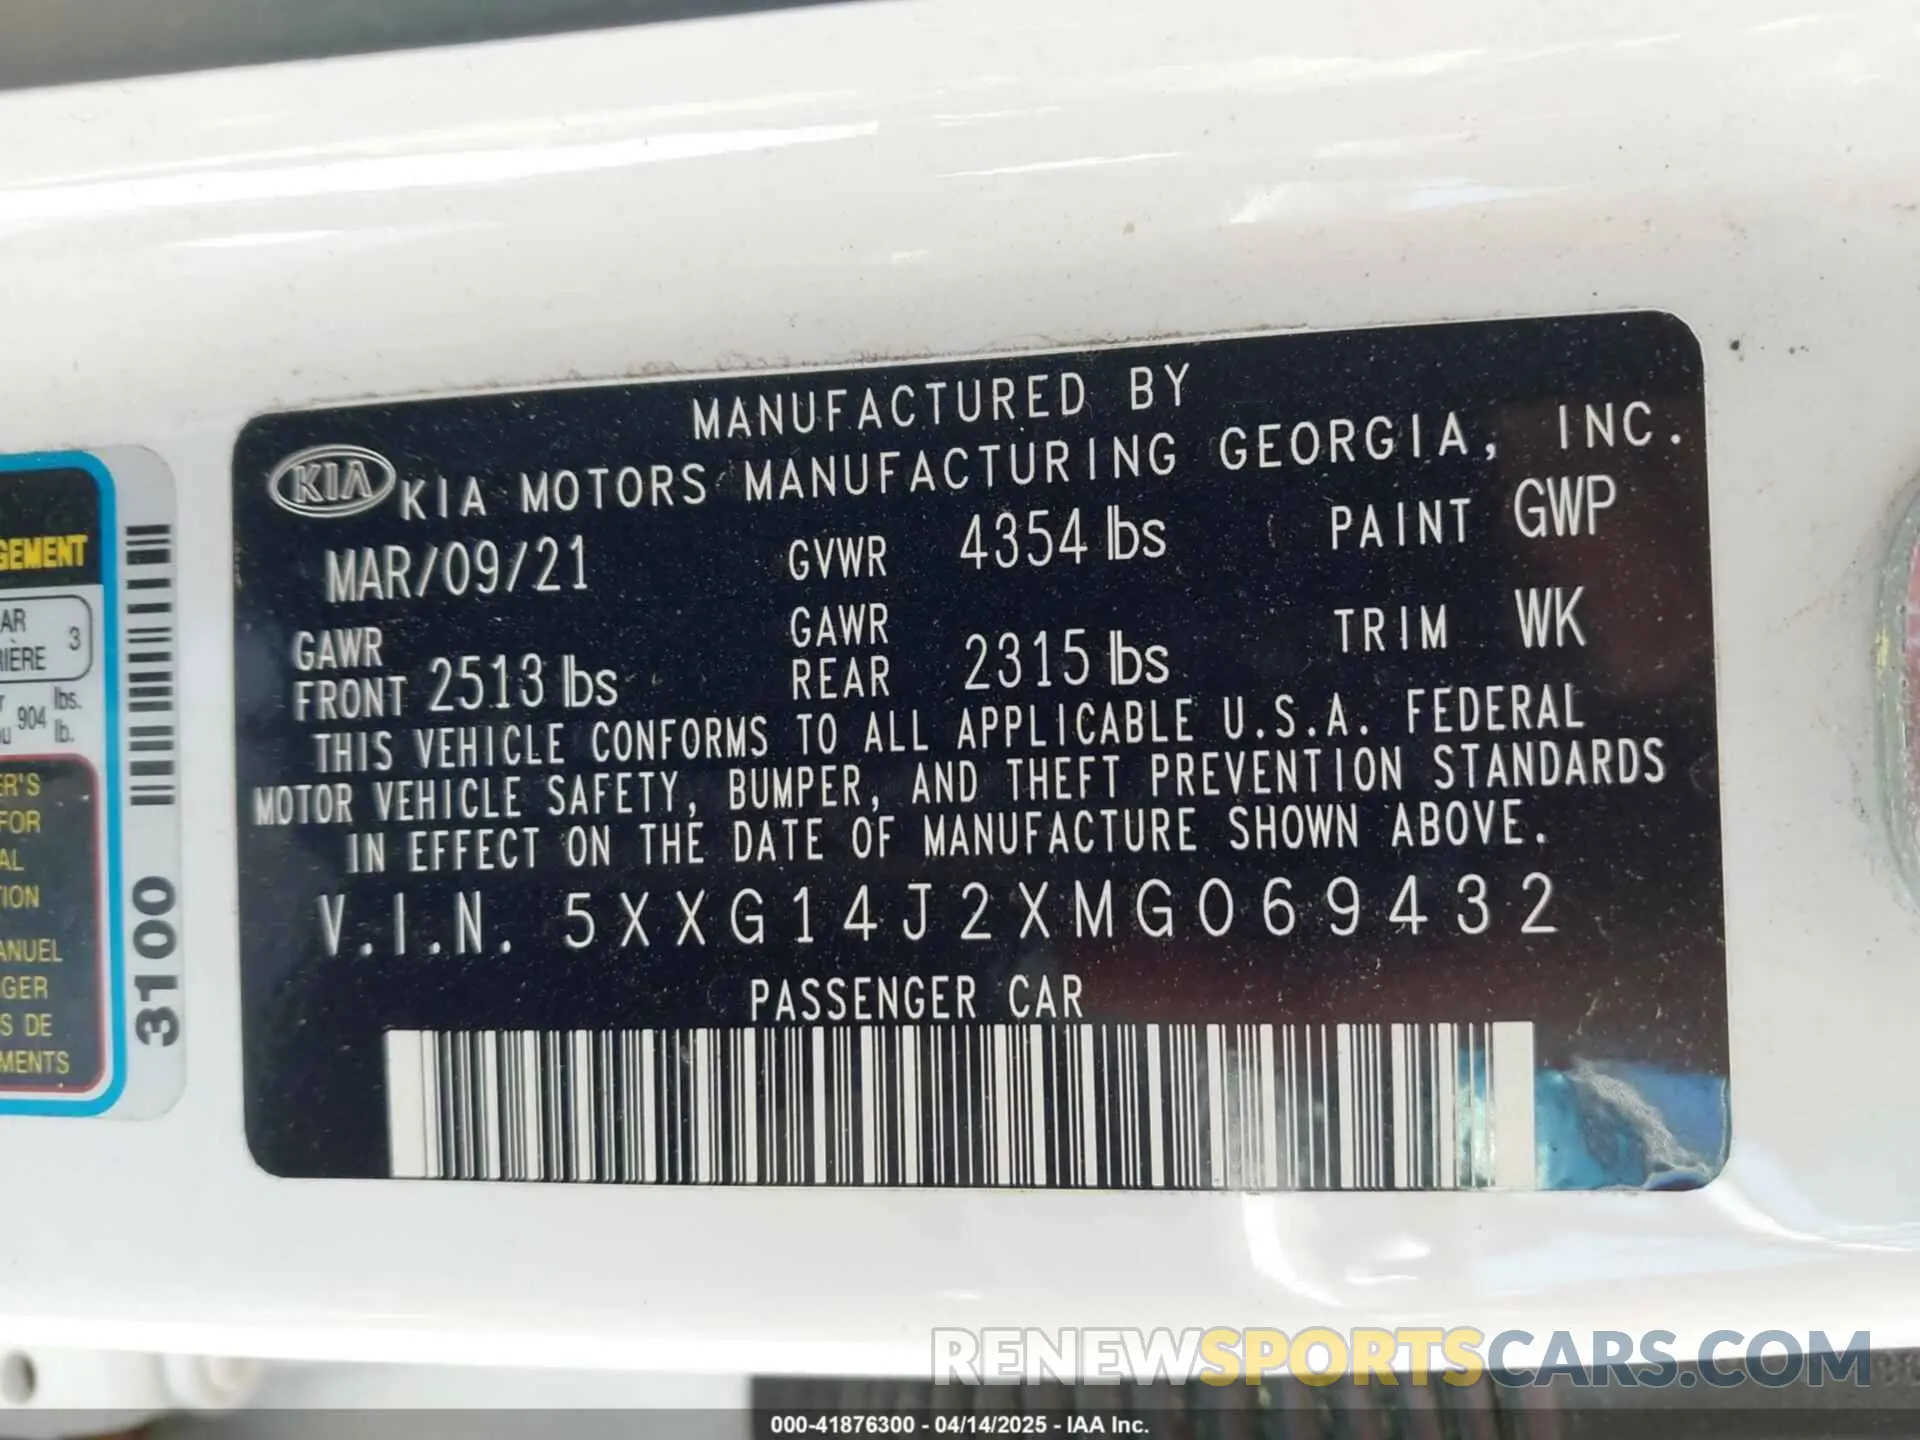 MANUFACTURED BY
KIA KIA MOTORS MANUFACTURING GEORGIA, INC.
MAR/09/21 GVWR 4354 lbs PAINT GWP
GAWR FRONT 2513 lbs GAWR REAR 2315 lbs TRIM WK
THIS VEHICLE CONFORMS TO ALL APPLICABLE U.S.A. FEDERAL
MOTOR VEHICLE SAFETY, BUMPER, AND THEFT PREVENTION STANDARDS
IN EFFECT ON THE DATE OF MANUFACTURE SHOWN ABOVE.
V.I.N. 5XXG14J2XMG069432
PASSENGER CAR
GEMENT
AR
IÈRE 3
904 lbs.
lb.
ER'S
FOR
AL
ION
ANUEL
GER
S DE
MENTS
3100
RENEWSPORTSCARS.COM
000-41876300 - 04/14/2025 - IAA Inc.